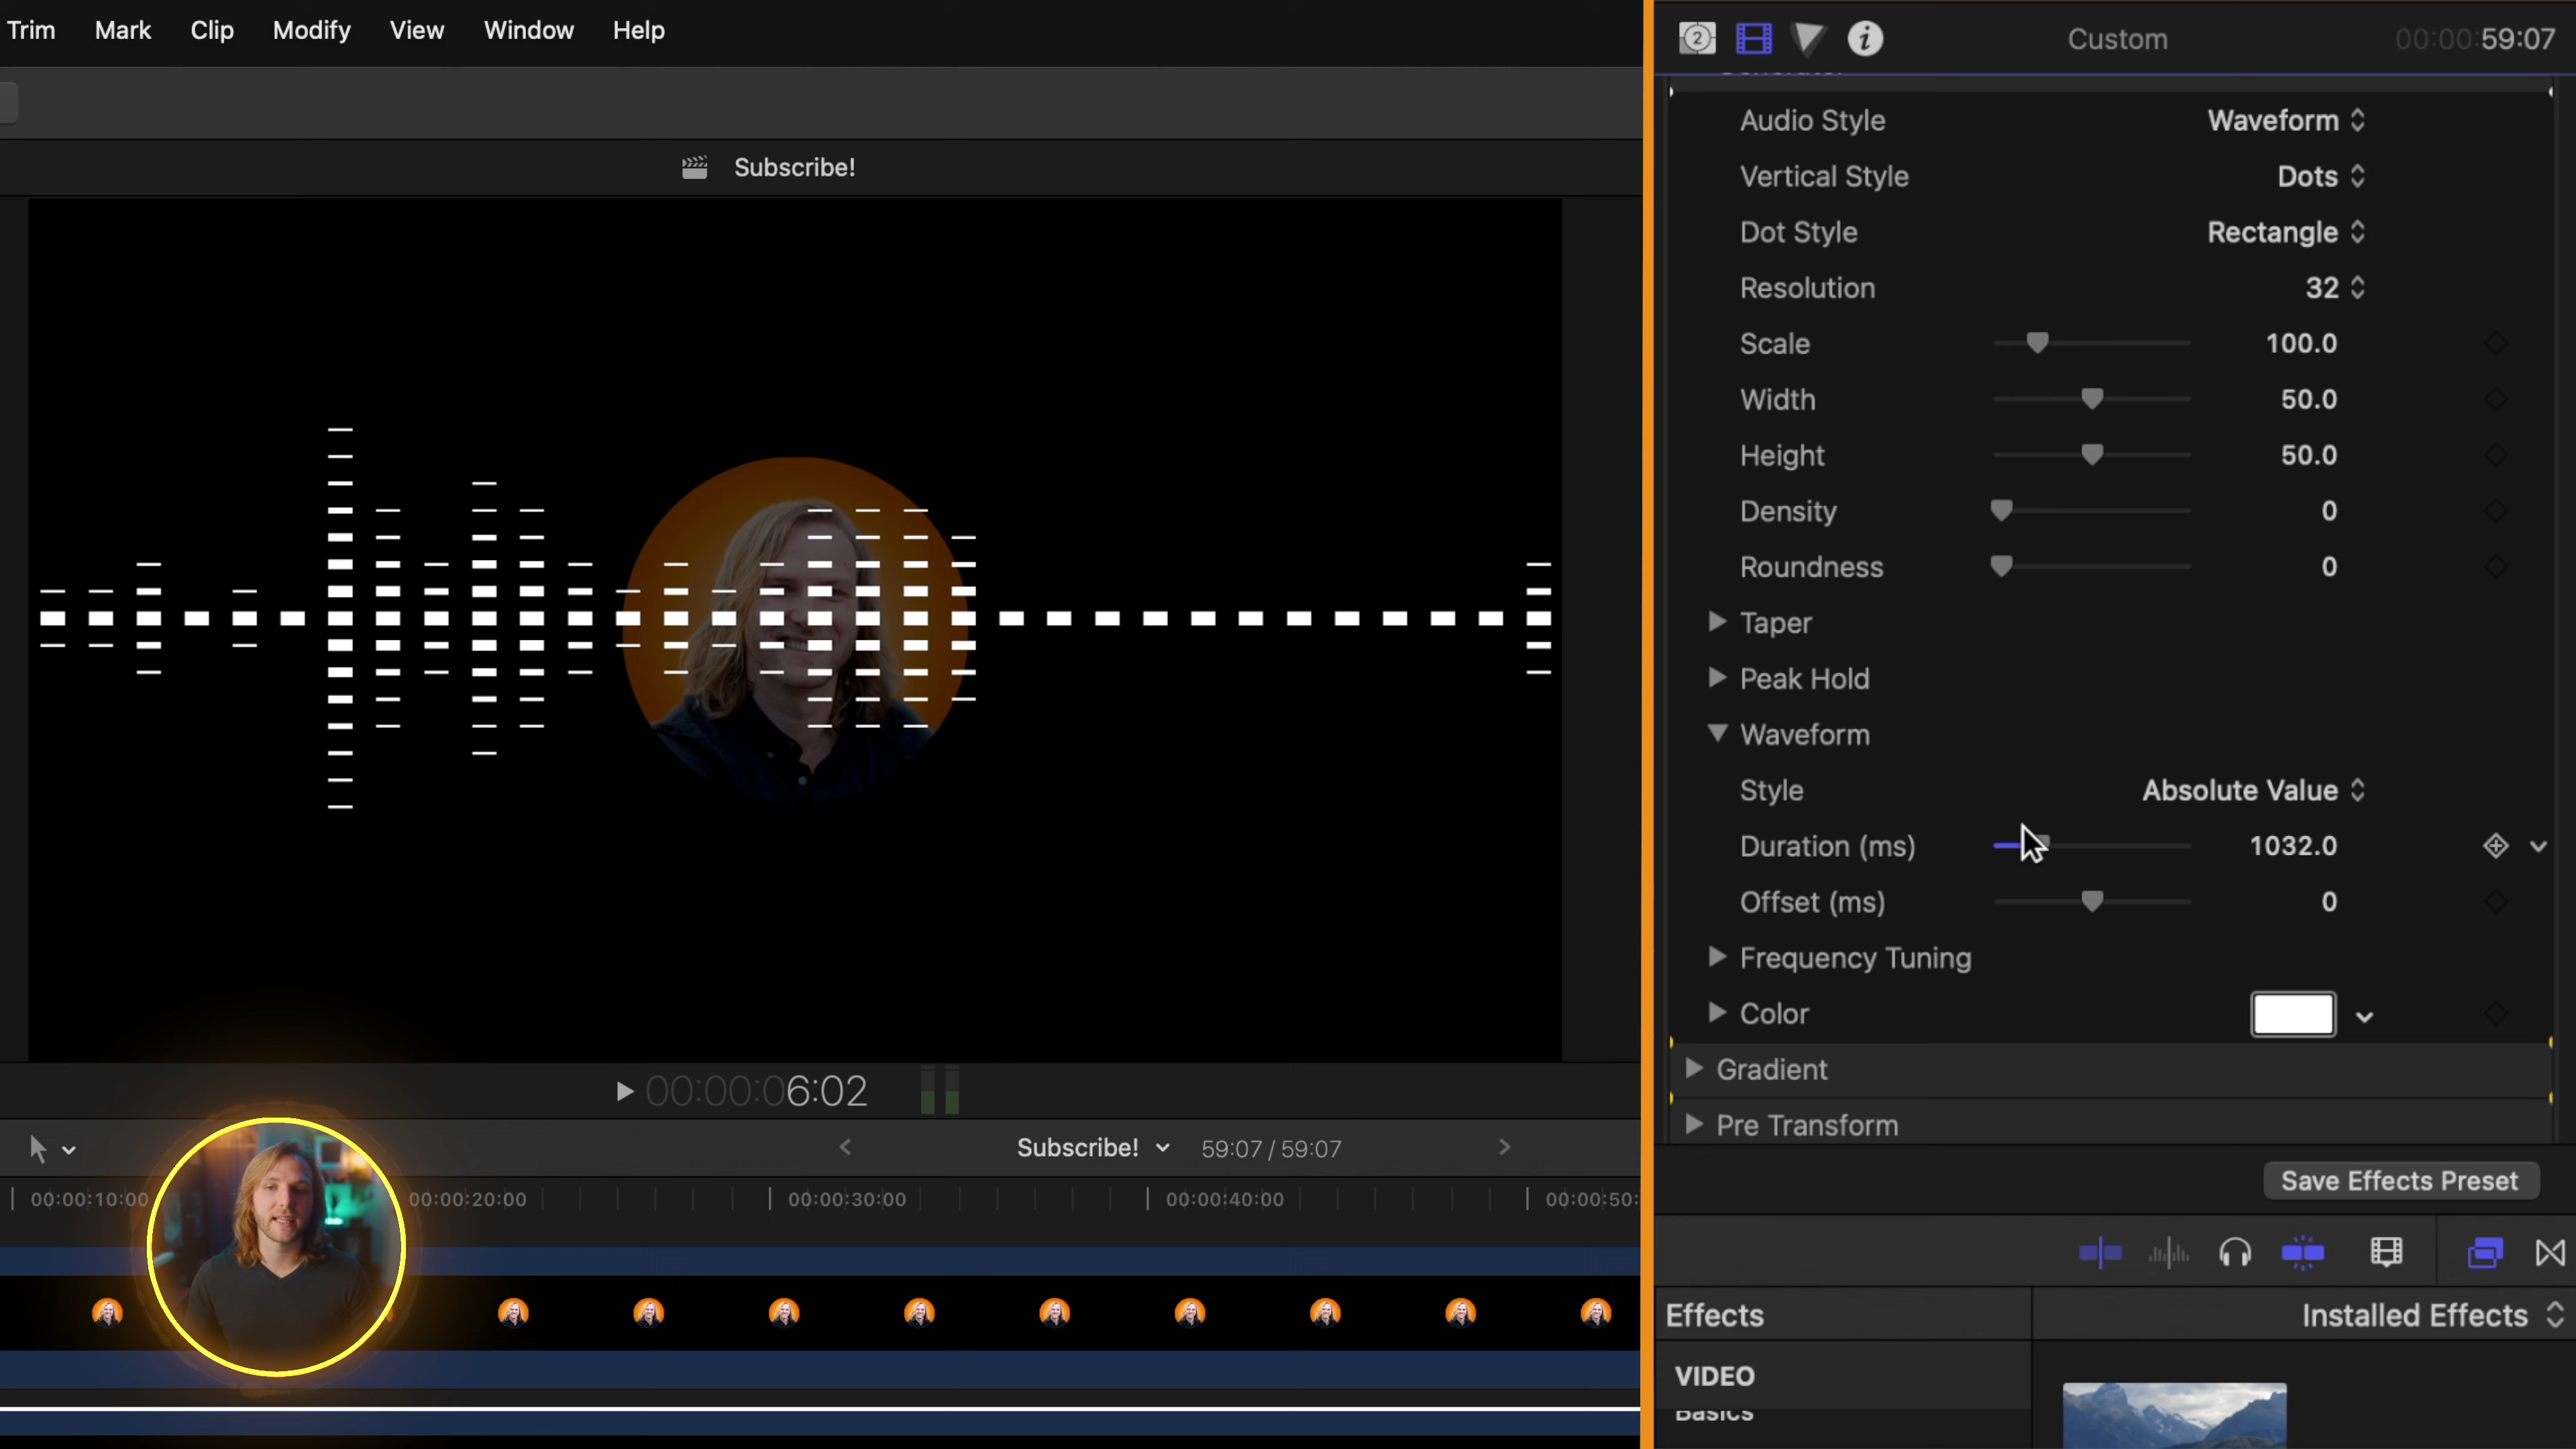 Trim Mark Clip Modify View Window Help
Subscribe!
00:00:06:02
Subscribe! 59:07 / 59:07
00:00:10:00 00:00:20:00 00:00:30:00 00:00:40:00 00:00:50:
2 i Custom 00:00:59:07
Audio Style Waveform
Vertical Style Dots
Dot Style Rectangle
Resolution 32
Scale 100.0
Width 50.0
Height 50.0
Density 0
Roundness 0
Taper
Peak Hold
Waveform
Style Absolute Value
Duration (ms) 1032.0
Offset (ms) 0
Frequency Tuning
Color
Gradient
Pre Transform
Save Effects Preset
Effects Installed Effects
VIDEO
Basics